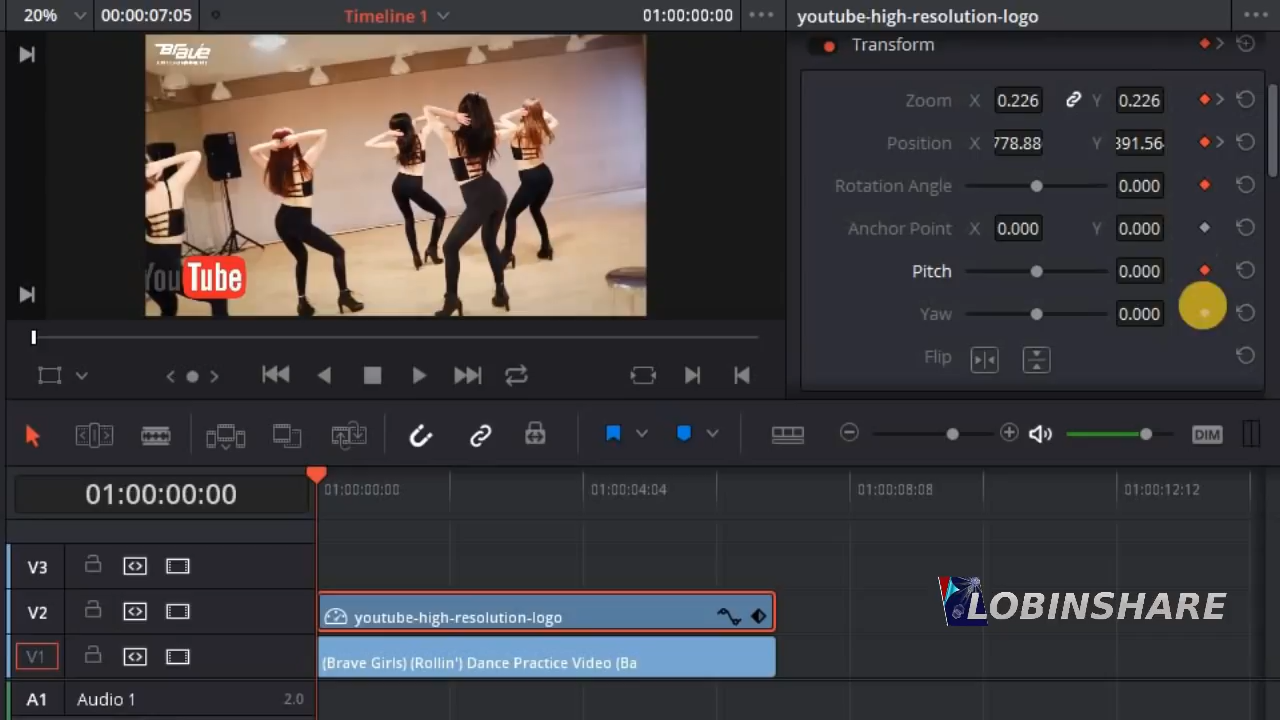 20%
00:00:07:05
Timeline 1
01:00:00:00
youtube-high-resolution-logo
Brave
YouTube
Transform
Zoom X 0.226 Y 0.226
Position X 778.88 Y 391.56
Rotation Angle 0.000
Anchor Point X 0.000 Y 0.000
Pitch 0.000
Yaw 0.000
Flip
DIM
01:00:00:00
01:00:00:00
01:00:04:04
01:00:08:08
01:00:12:12
V3
V2
youtube-high-resolution-logo
LOBINSHARE
V1
(Brave Girls) (Rollin') Dance Practice Video (Ba
A1 Audio 1 2.0